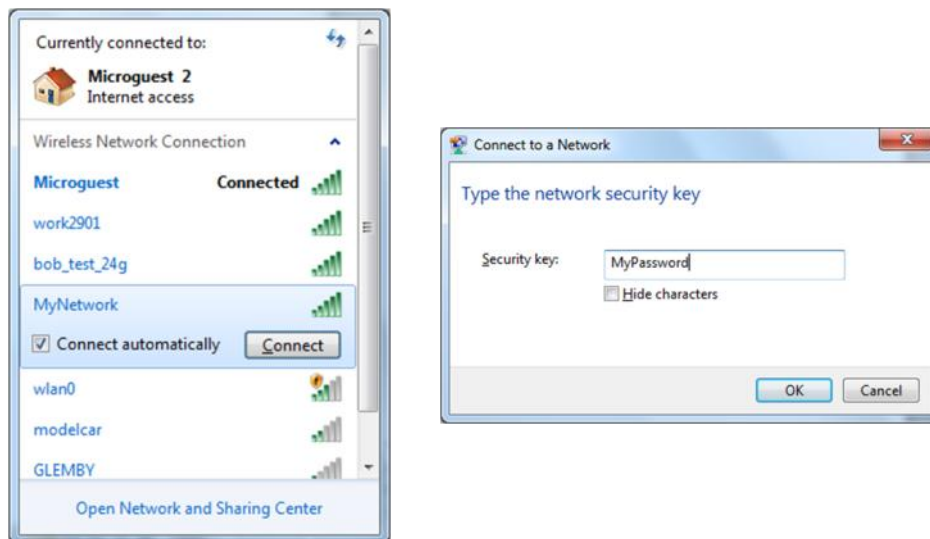 Currently connected to:
Microguest 2
Internet access
Wireless Network Connection
Microguest Connected
work2901
bob_test_24g
MyNetwork
Connect automatically Connect
wlan0
modelcar
GLEMBY
Open Network and Sharing Center
Connect to a Network
Type the network security key
Security key: MyPassword
Hide characters
OK Cancel